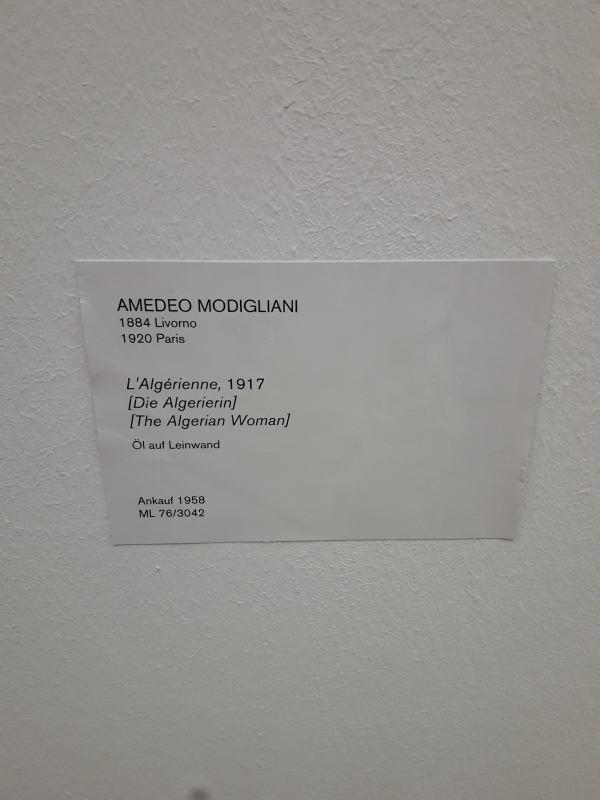 AMEDEO MODIGLIANI
1884 Livorno
1920 Paris
L'Algérienne, 1917
[Die Algerierin]
[The Algerian Woman]
Öl auf Leinwand
Ankauf 1958
ML 76/3042